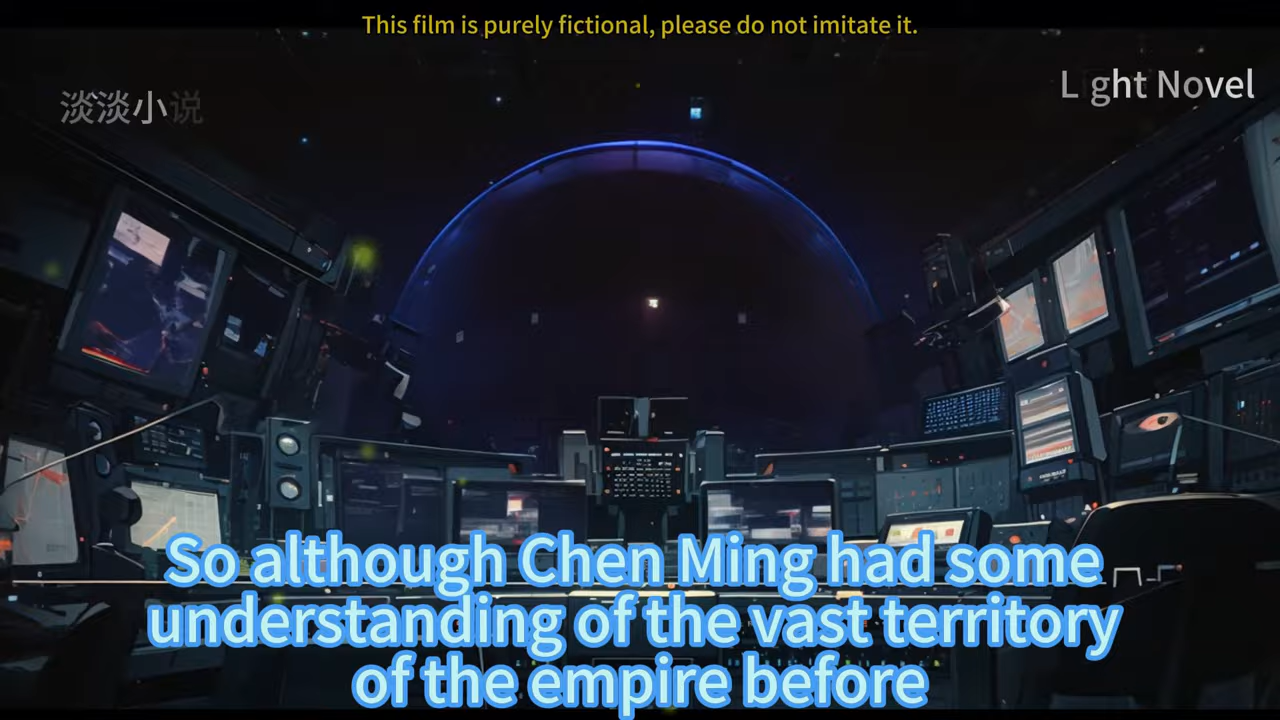 This film is purely fictional, please do not imitate it.
淡淡小说
L ght Novel
So although Chen Ming had some
understanding of the vast territory
of the empire before